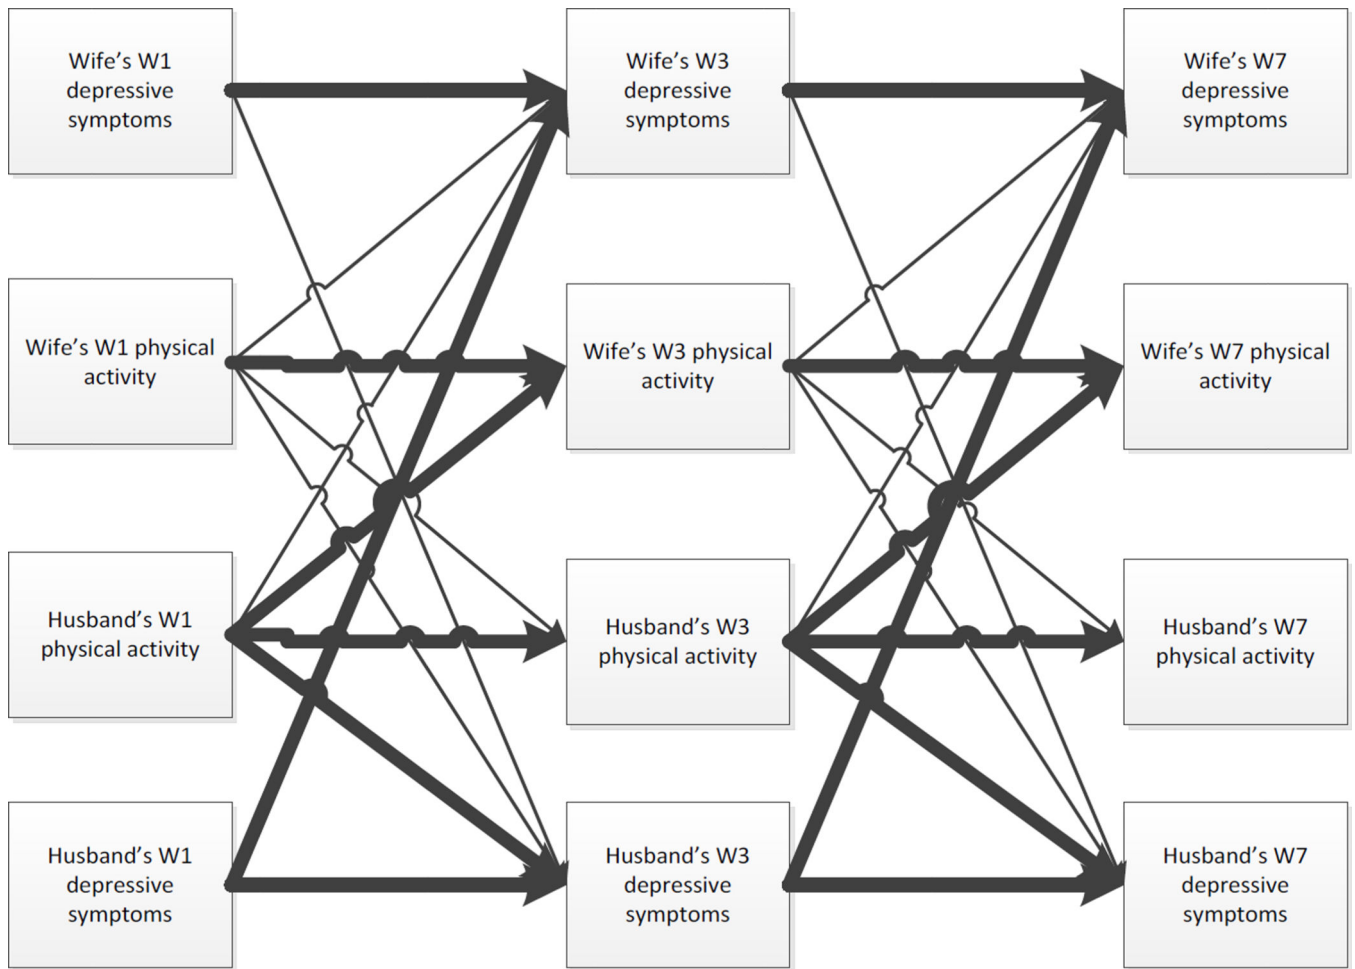 Wife’s W1
depressive
symptoms
Wife’s W3
depressive
symptoms
Wife’s W7
depressive
symptoms
Wife’s W1 physical
activity
Wife’s W3 physical
activity
Wife’s W7 physical
activity
Husband’s W1
physical activity
Husband’s W3
physical activity
Husband’s W7
physical activity
Husband’s W1
depressive
symptoms
Husband’s W3
depressive
symptoms
Husband’s W7
depressive
symptoms